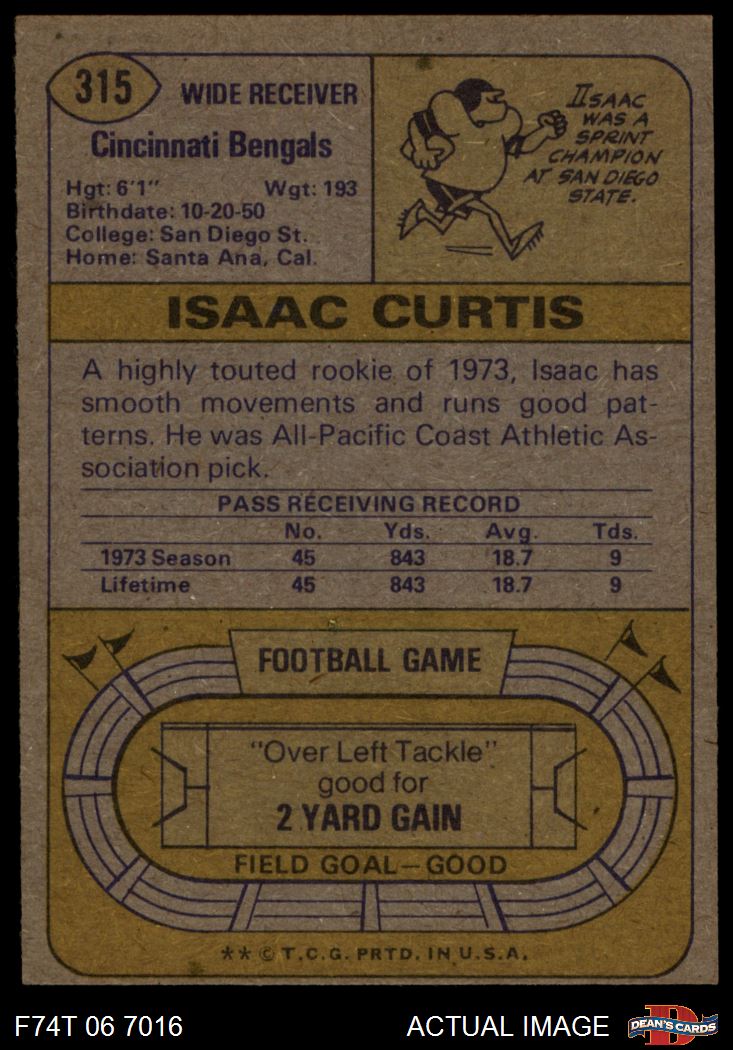 315
WIDE RECEIVER
Cincinnati Bengals
Hgt: 6'1" Wgt: 193
Birthdate: 10-20-50
College: San Diego St.
Home: Santa Ana, Cal.
ISAAC
WAS A
SPRINT
CHAMPION
AT SAN DIEGO
STATE.
ISAAC CURTIS
A highly touted rookie of 1973, Isaac has
smooth movements and runs good pat-
terns. He was All-Pacific Coast Athletic As-
sociation pick.
PASS RECEIVING RECORD
No. Yds. Avg. Tds.
1973 Season 45 843 18.7 9
Lifetime 45 843 18.7 9
FOOTBALL GAME
"Over Left Tackle"
good for
2 YARD GAIN
FIELD GOAL—GOOD
** © T.C.G. PRTD. IN U.S.A.
F74T 06 7016 ACTUAL IMAGE
DEAN'S CARDS